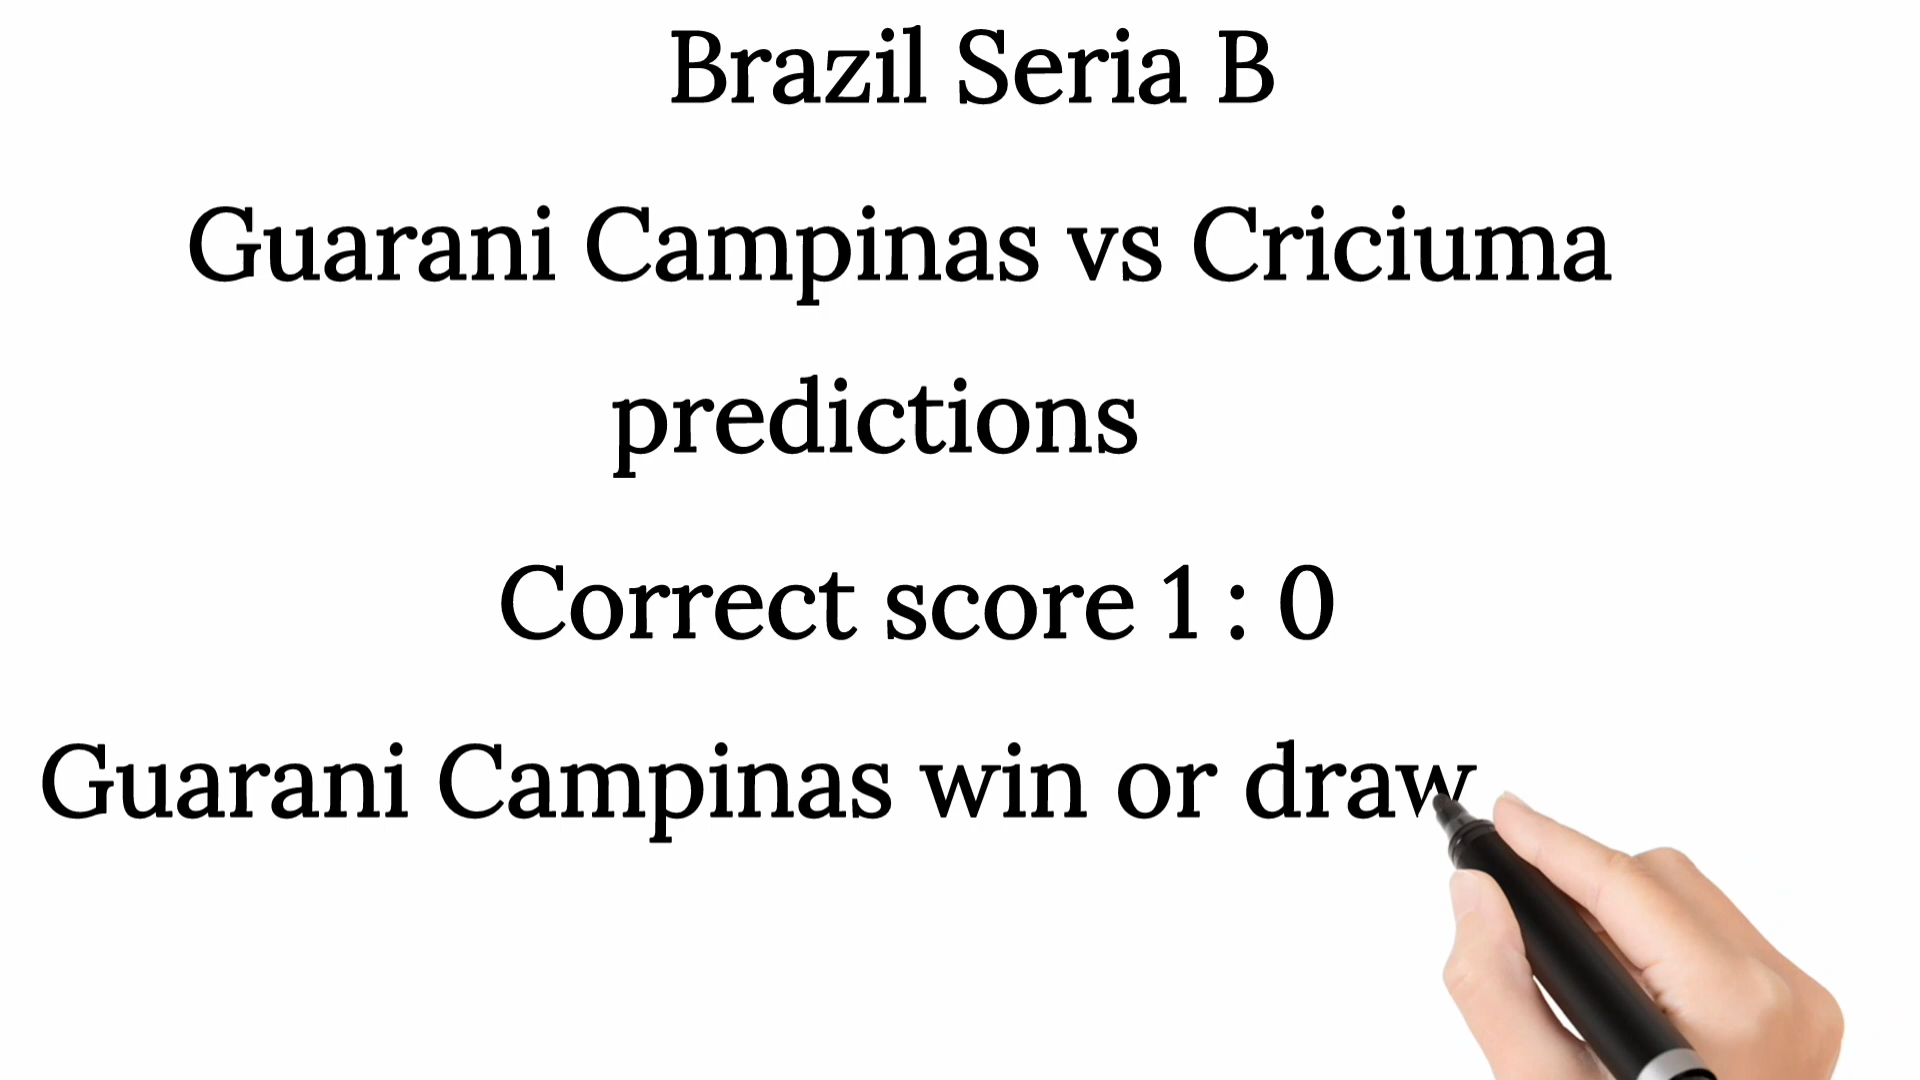 Brazil Seria B
Guarani Campinas vs Criciuma
predictions
Correct score 1 : 0
Guarani Campinas win or draw